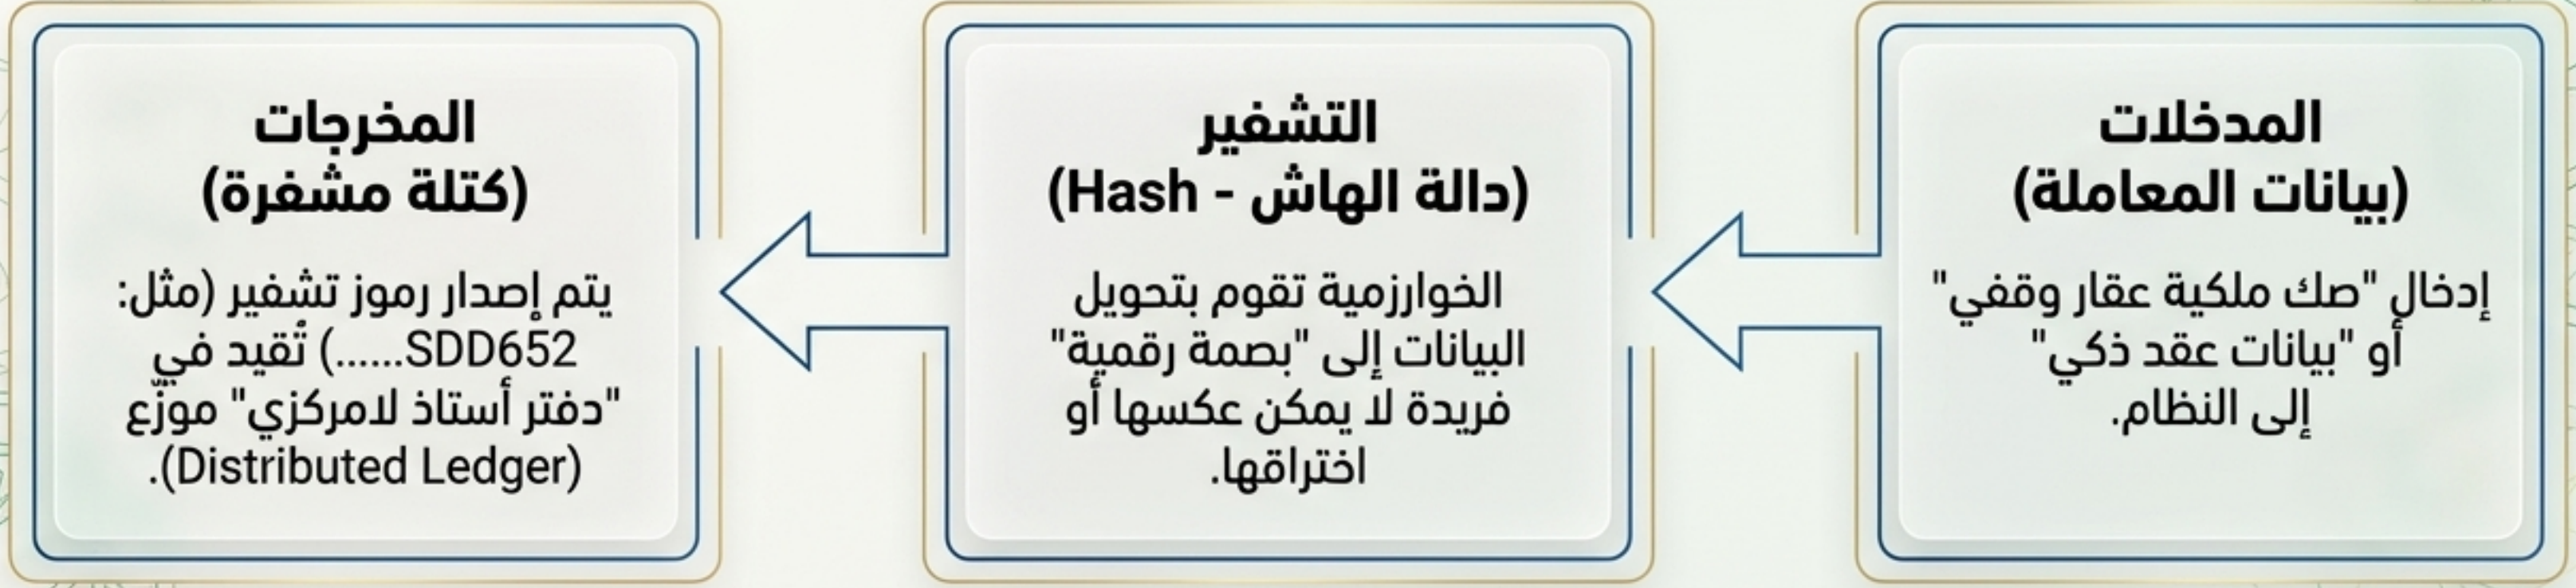 المدخلات
(بيانات المعاملة)
إدخال "صك ملكية عقار وقفي"
أو "بيانات عقد ذكي"
إلى النظام.
التشفير
(دالة الهاش - Hash)
الخوارزمية تقوم بتحويل
البيانات إلى "بصمة رقمية"
فريدة لا يمكن عكسها أو
اختراقها.
المخرجات
(كتلة مشفرة)
يتم إصدار رموز تشفير (مثل:
SDD652......) تُقيد في
"دفتر أستاذ لامركزي" موزّع
(Distributed Ledger).